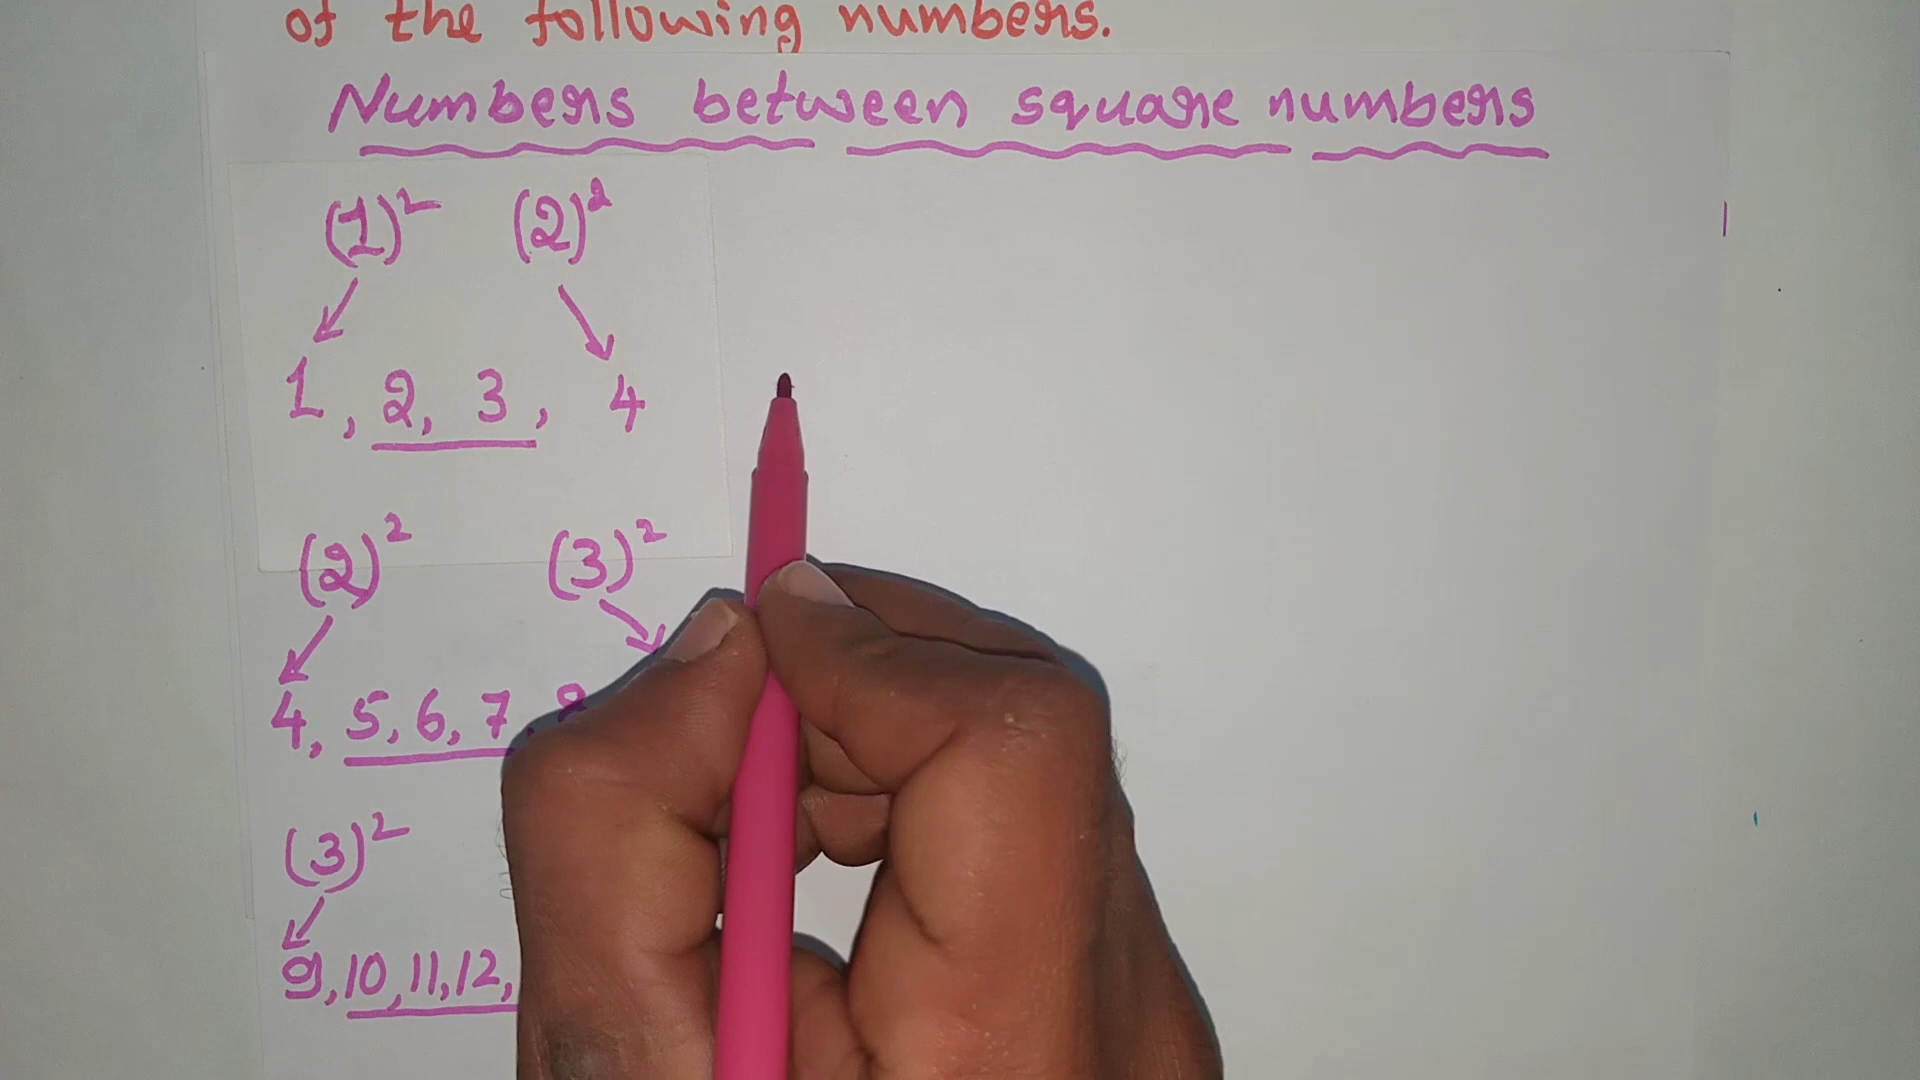 of the following numbers.
Numbers between square numbers
(1)² (2)²
1, 2, 3, 4
(2)² (3)²
4, 5, 6, 7, 8
(3)²
9, 10, 11, 12,